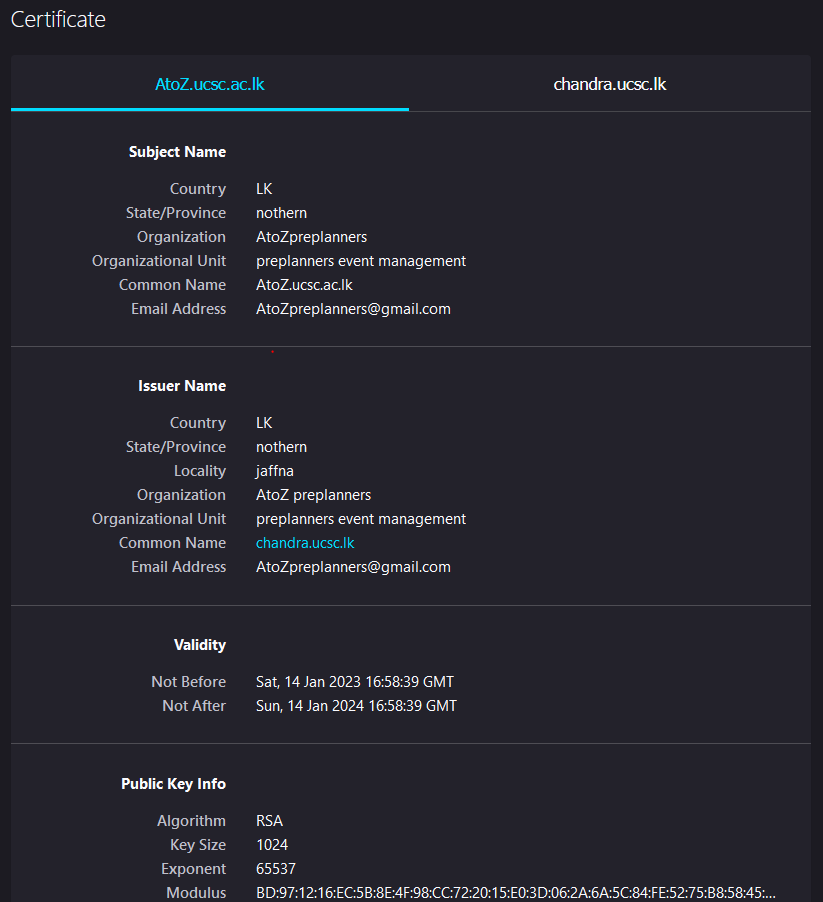 Certificate
AtoZ.ucsc.ac.lk chandra.ucsc.lk
Subject Name
Country LK
State/Province nothern
Organization AtoZpreplanners
Organizational Unit preplanners event management
Common Name AtoZ.ucsc.ac.lk
Email Address AtoZpreplanners@gmail.com
Issuer Name
Country LK
State/Province nothern
Locality jaffna
Organization AtoZ preplanners
Organizational Unit preplanners event management
Common Name chandra.ucsc.lk
Email Address AtoZpreplanners@gmail.com
Validity
Not Before Sat, 14 Jan 2023 16:58:39 GMT
Not After Sun, 14 Jan 2024 16:58:39 GMT
Public Key Info
Algorithm RSA
Key Size 1024
Exponent 65537
Modulus BD:97:12:16:EC:5B:8E:4F:98:CC:72:20:15:E0:3D:06:2A:6A:5C:84:FE:52:75:B8:58:45:...